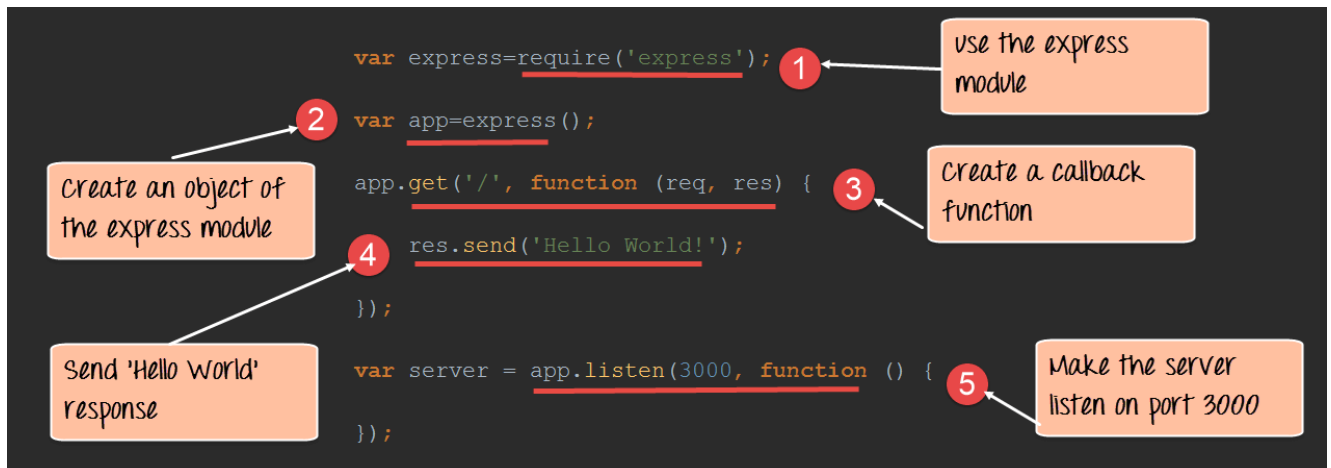 var express=require('express');
1
use the express
module
2
var app=express();
Create an object of
the express module
app.get('/', function (req, res) {
3
Create a callback
function
4
res.send('Hello World!');
});
Send 'Hello World'
response
var server = app.listen(3000, function () {
5
Make the server
listen on port 3000
});